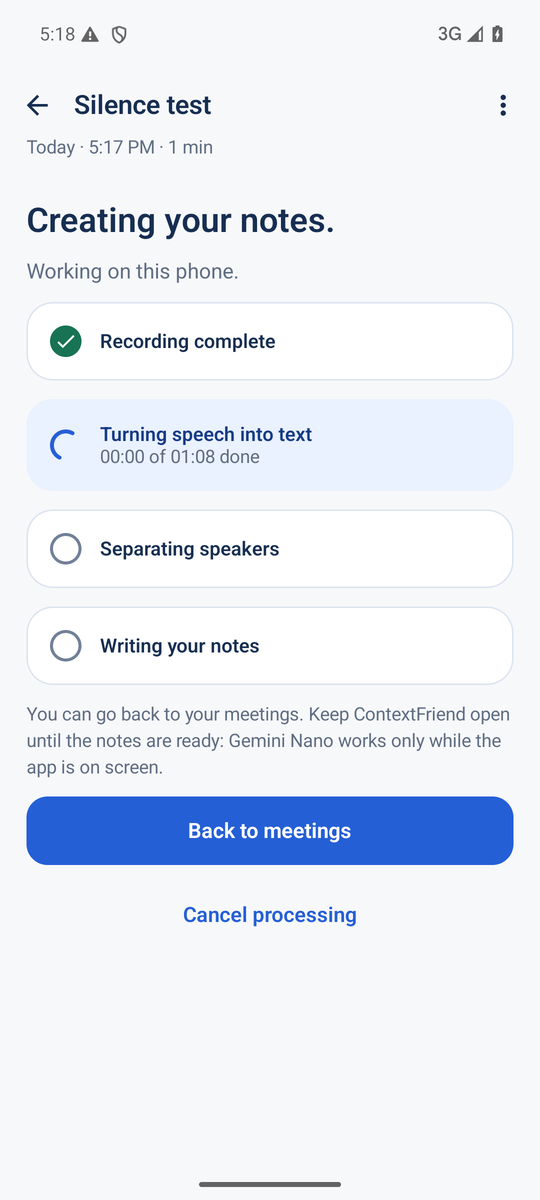 5:18
3G
Silence test
Today · 5:17 PM · 1 min
Creating your notes.
Working on this phone.
Recording complete
Turning speech into text
00:00 of 01:08 done
Separating speakers
Writing your notes
You can go back to your meetings. Keep ContextFriend open
until the notes are ready: Gemini Nano works only while the
app is on screen.
Back to meetings
Cancel processing